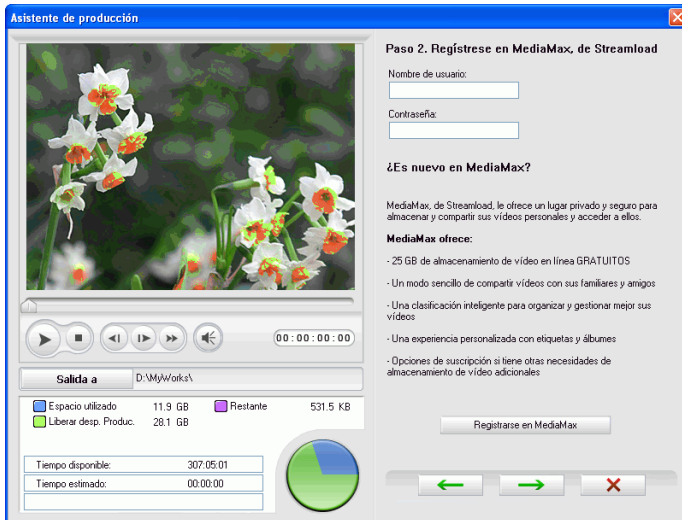 Asistente de producción
Paso 2. Regístrese en MediaMax, de Streamload
Nombre de usuario:
Contraseña:
¿Es nuevo en MediaMax?
MediaMax, de Streamload, le ofrece un lugar privado y seguro para
almacenar y compartir sus vídeos personales y acceder a ellos.
MediaMax ofrece:
- 25 GB de almacenamiento de vídeo en línea GRATUITOS
- Un modo sencillo de compartir vídeos con sus familiares y amigos
- Una clasificación inteligente para organizar y gestionar mejor sus
vídeos
- Una experiencia personalizada con etiquetas y álbumes
- Opciones de suscripción si tiene otras necesidades de
almacenamiento de vídeo adicionales
Registrarse en MediaMax
00:00:00:00
Salida a D:\MyWorks\
Espacio utilizado 11.9 GB Restante 531.5 KB
Liberar desp. Produc. 28.1 GB
Tiempo disponible: 307:05:01
Tiempo estimado: 00:00:00